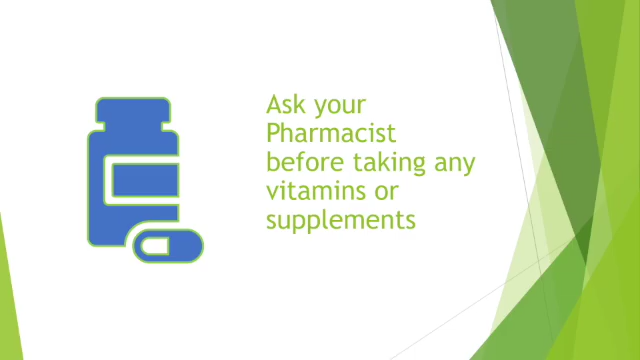 Ask your
Pharmacist
before taking any
vitamins or
supplements